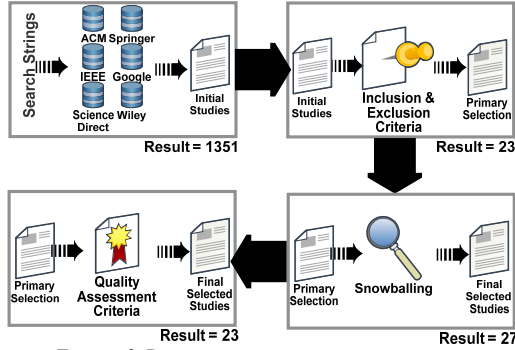 Search Strings
ACM Springer
IEEE Google
Science Wiley
Direct
Initial
Studies
Result = 1351
Initial
Studies
Inclusion &
Exclusion
Criteria
Primary
Selection
Result = 23
Primary
Selection
Quality
Assessment
Criteria
Final
Selected
Studies
Result = 23
Primary
Selection
Snowballing
Final
Selected
Studies
Result = 27